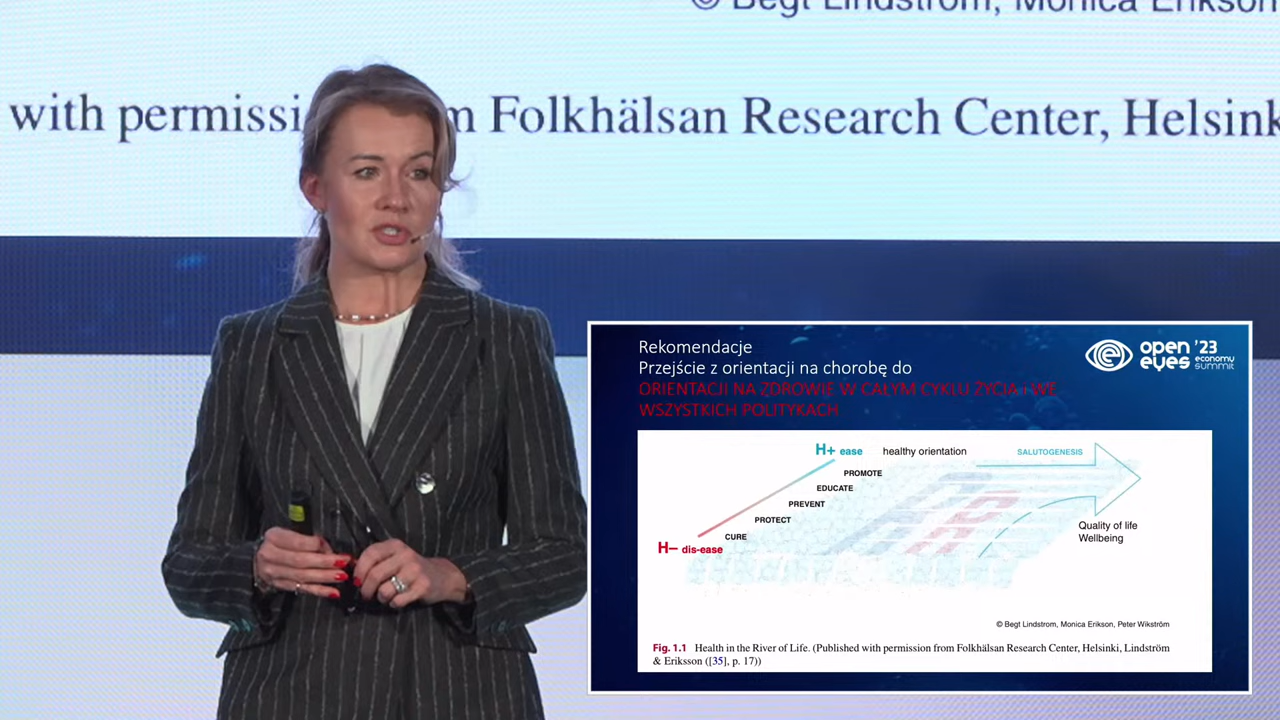 © Begt Lindstrom, Monica Erikson
with permissi m Folkhälsan Research Center, Helsink
Rekomendacje
Przejście z orientacji na chorobę do
ORIENTACJI NA ZDROWIE W CAŁYM CYKLU ŻYCIA i WE
WSZYSTKICH POLITYKACH
open eyes '23 economy summit
H+ ease healthy orientation SALUTOGENESIS
PROMOTE
EDUCATE
PREVENT
PROTECT
CURE
H– dis-ease
Quality of life
Wellbeing
© Begt Lindstrom, Monica Erikson, Peter Wikström
Fig. 1.1 Health in the River of Life. (Published with permission from Folkhälsan Research Center, Helsinki, Lindström
& Eriksson ([35], p. 17))